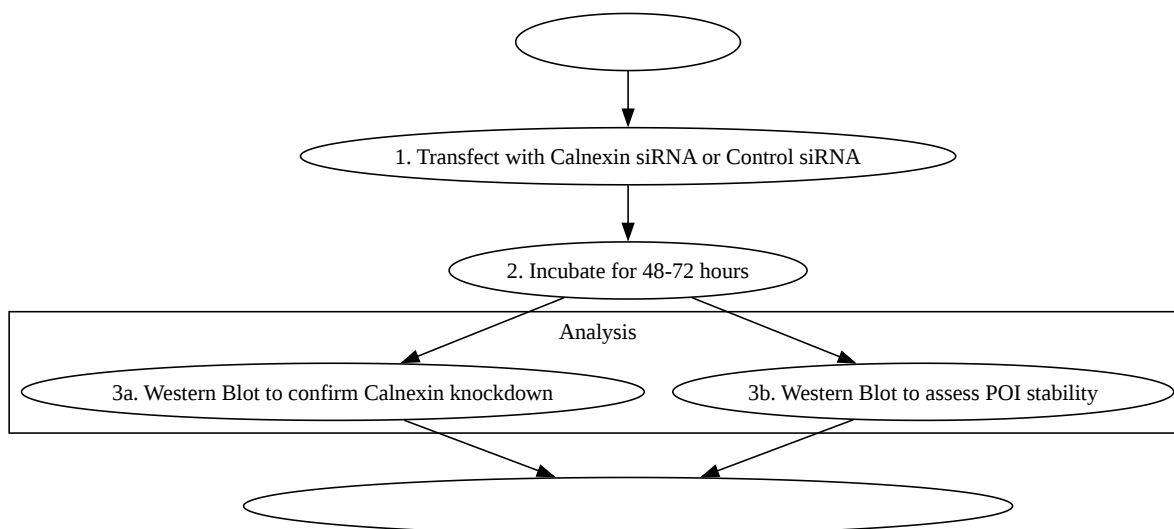 1. Transfect with Calnexin siRNA or Control siRNA
2. Incubate for 48-72 hours
Analysis
3a. Western Blot to confirm Calnexin knockdown
3b. Western Blot to assess POI stability